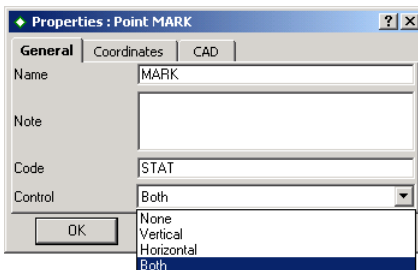 Properties : Point MARK
General Coordinates CAD
Name MARK
Note
Code STAT
Control Both
OK
None
Vertical
Horizontal
Both